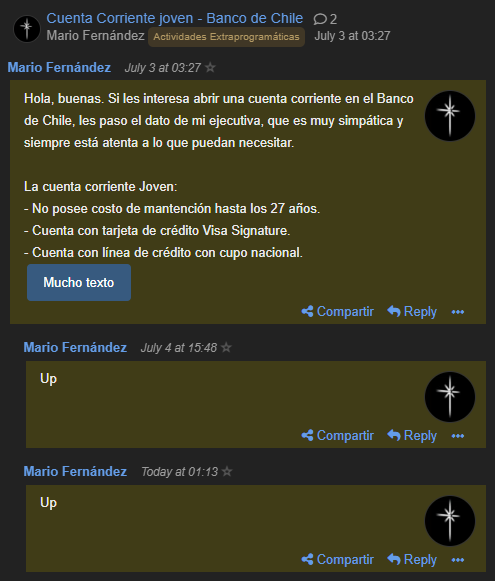 Cuenta Corriente joven - Banco de Chile 2
Mario Fernández Actividades Extraprogramáticas July 3 at 03:27
Mario Fernández July 3 at 03:27
Hola, buenas. Si les interesa abrir una cuenta corriente en el Banco
de Chile, les paso el dato de mi ejecutiva, que es muy simpática y
siempre está atenta a lo que puedan necesitar.
La cuenta corriente Joven:
- No posee costo de mantención hasta los 27 años.
- Cuenta con tarjeta de crédito Visa Signature.
- Cuenta con línea de crédito con cupo nacional.
Mucho texto
Compartir Reply
Mario Fernández July 4 at 15:48
Up
Compartir Reply
Mario Fernández Today at 01:13
Up
Compartir Reply